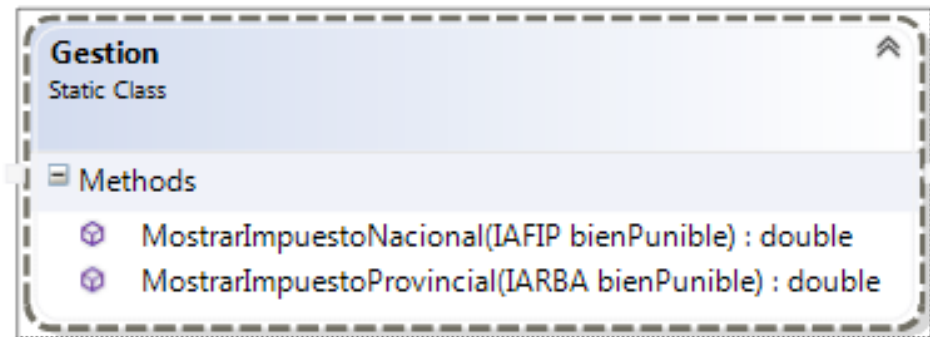 Gestion
Static Class
Methods
MostrarImpuestoNacional(IAFIP bienPunible) : double
MostrarImpuestoProvincial(IARBA bienPunible) : double